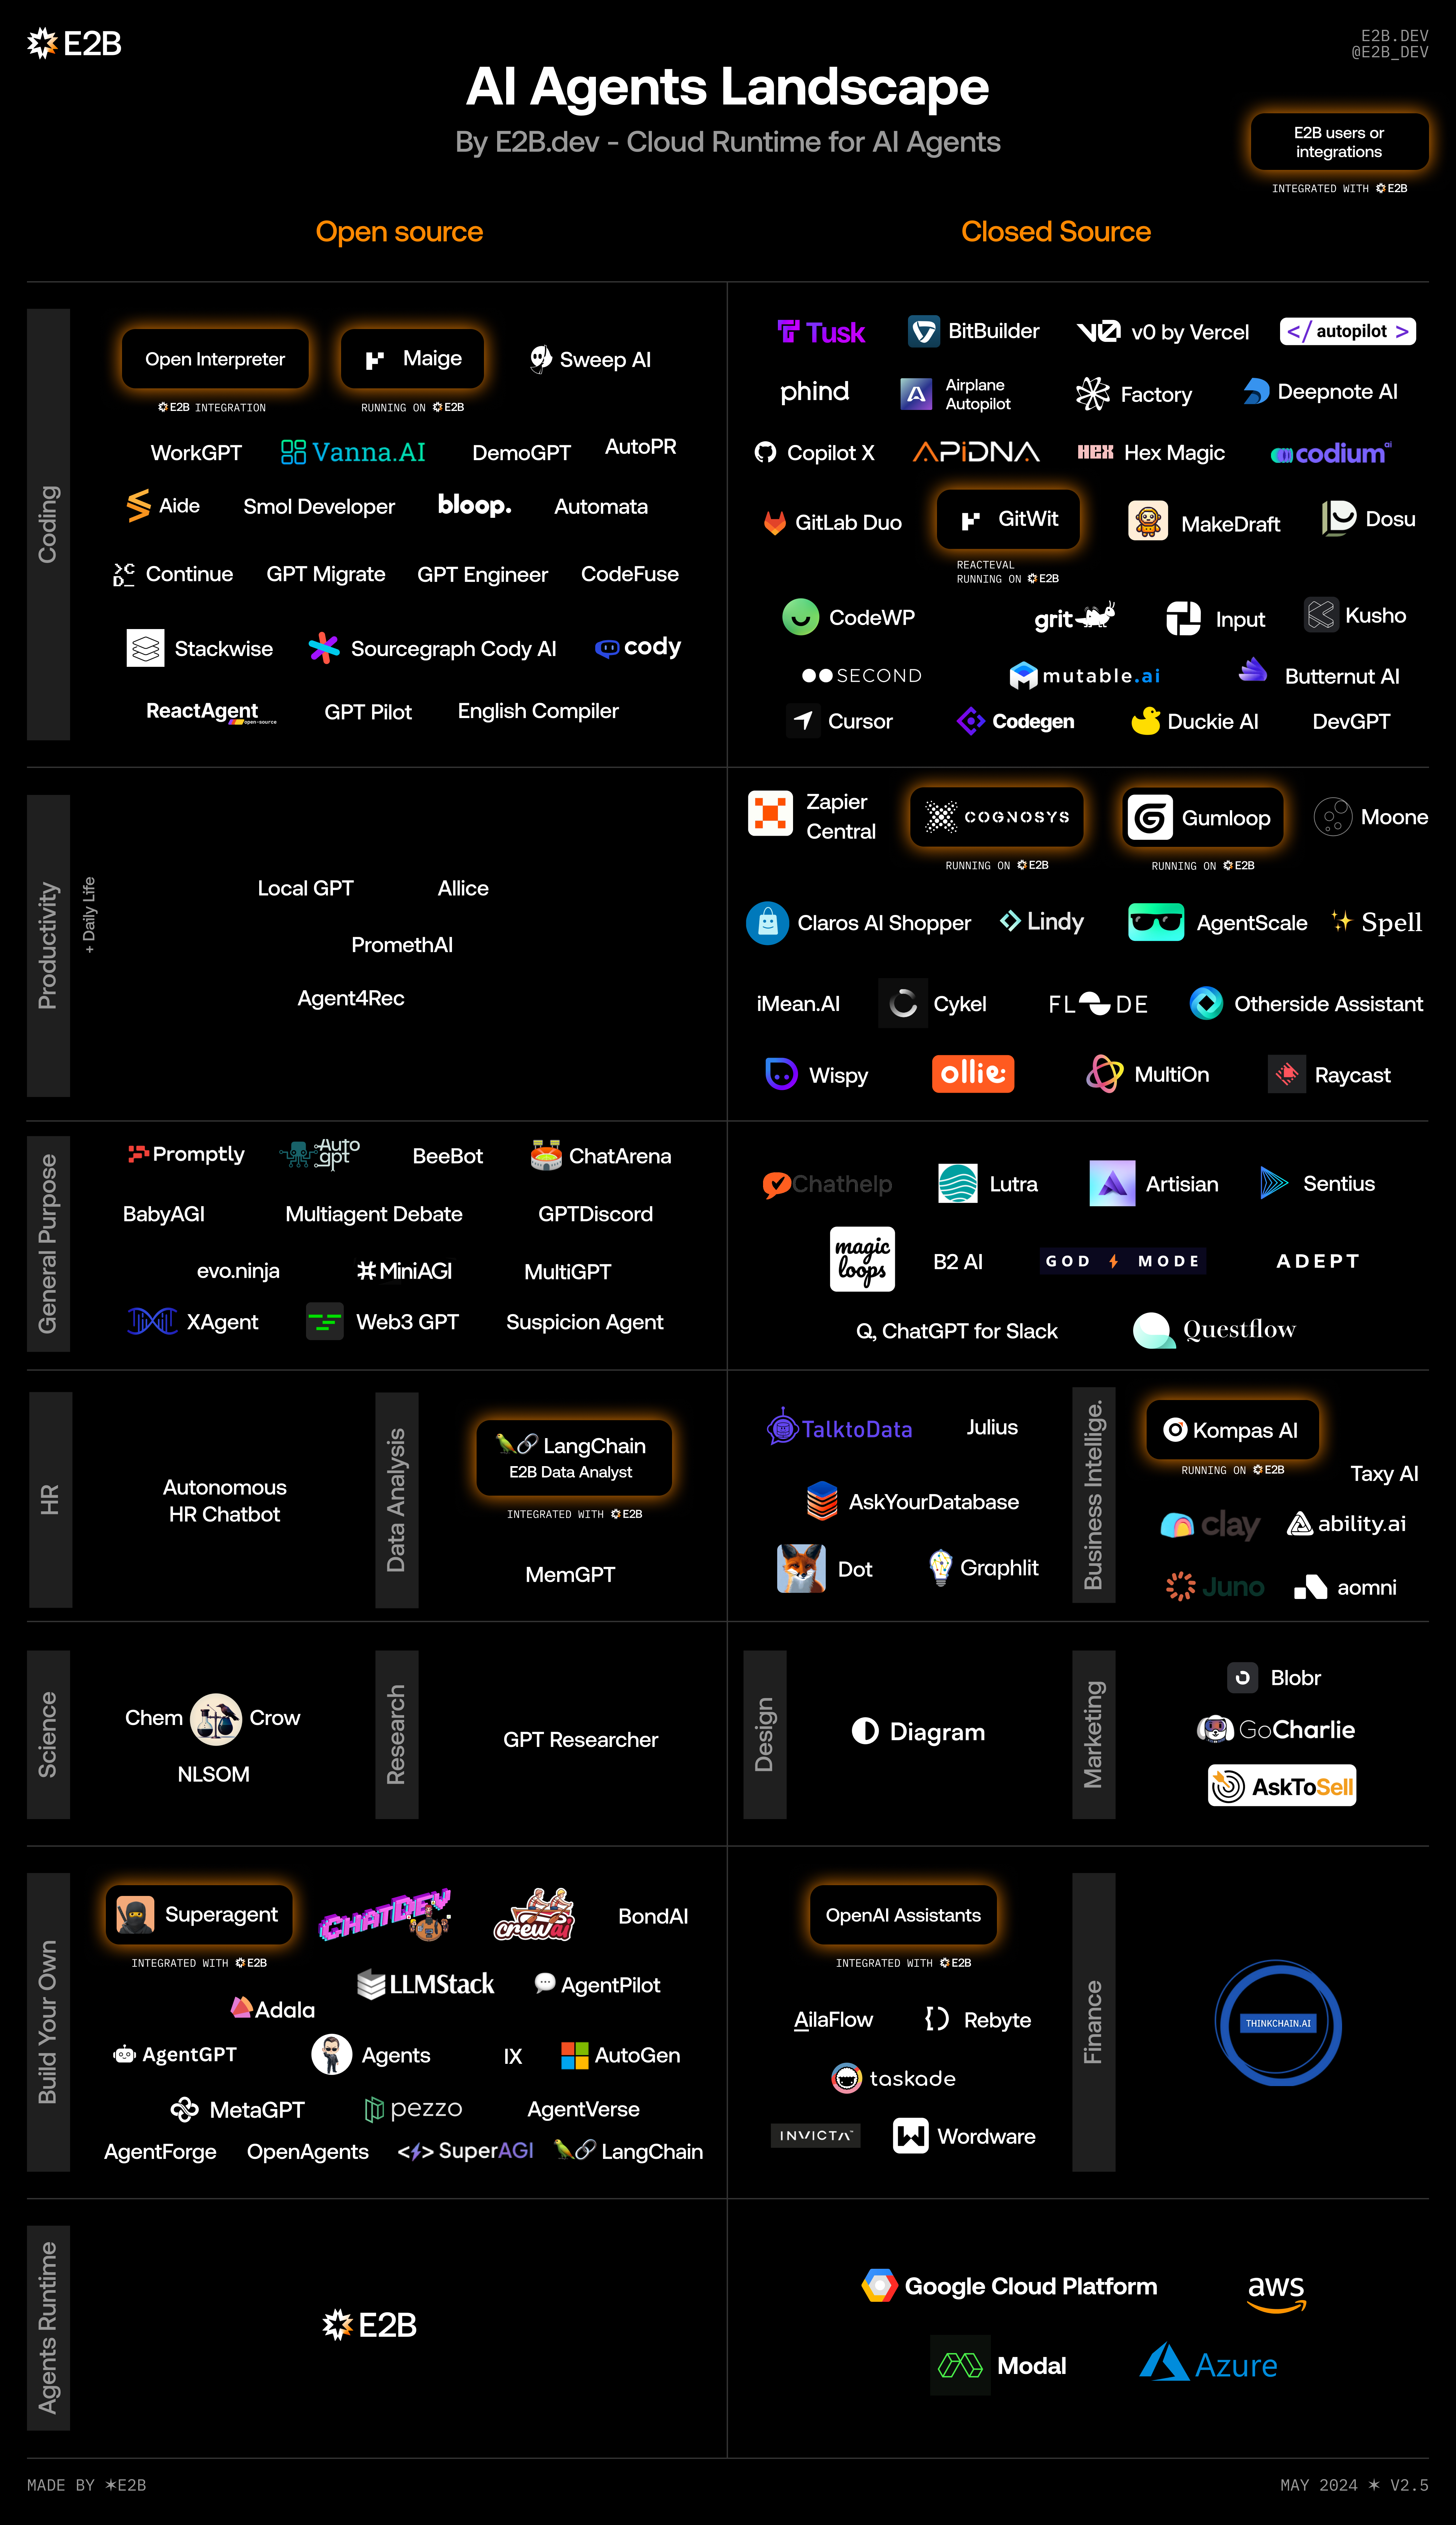 E2B
E2B.DEV
@E2B_DEV
AI Agents Landscape
By E2B.dev - Cloud Runtime for AI Agents
E2B users or
integrations
INTEGRATED WITH E2B
Open source
Closed Source
Coding
Open Interpreter
Maige
Sweep AI
E2B INTEGRATION
RUNNING ON E2B
WorkGPT
Vanna.AI
DemoGPT
AutoPR
Aide
Smol Developer
bloop.
Automata
>C
D_
Continue
GPT Migrate
GPT Engineer
CodeFuse
Stackwise
Sourcegraph Cody AI
cody
ReactAgent
open-source
GPT Pilot
English Compiler
Tusk
BitBuilder
v0 by Vercel
</ autopilot >
phind
Airplane
Autopilot
Factory
Deepnote AI
Copilot X
APiDNA
HEX
Hex Magic
codium ai
GitLab Duo
GitWit
MakeDraft
Dosu
REACTEVAL
RUNNING ON E2B
CodeWP
grit
Input
Kusho
SECOND
mutable.ai
Butternut AI
Cursor
Codegen
Duckie AI
DevGPT
Productivity
+ Daily Life
Local GPT
Allice
PromethAI
Agent4Rec
Zapier
Central
COGNOSYS
Gumloop
Moone
RUNNING ON E2B
RUNNING ON E2B
Claros AI Shopper
Lindy
AgentScale
Spell
iMean.AI
Cykel
FL DE
Otherside Assistant
Wispy
ollie
MultiOn
Raycast
General Purpose
Promptly
Auto
gpt
BeeBot
ChatArena
BabyAGI
Multiagent Debate
GPTDiscord
evo.ninja
MiniAGI
MultiGPT
XAgent
Web3 GPT
Suspicion Agent
Chathelp
Lutra
Artisian
Sentius
magic
loops
B2 AI
GOD MODE
ADEPT
Q, ChatGPT for Slack
Questflow
HR
Autonomous
HR Chatbot
Data Analysis
LangChain
E2B Data Analyst
INTEGRATED WITH E2B
MemGPT
TalktoData
Julius
AskYourDatabase
Dot
Graphlit
Business Intellige.
Kompas AI
RUNNING ON E2B
Taxy AI
clay
ability.ai
Juno
aomni
Science
Chem Crow
NLSOM
Research
GPT Researcher
Design
Diagram
Marketing
Blobr
GoCharlie
AskToSell
Build Your Own
Superagent
CHATDEV
crewai
BondAI
INTEGRATED WITH E2B
LLMStack
AgentPilot
Adala
AgentGPT
Agents
IX
AutoGen
MetaGPT
pezzo
AgentVerse
AgentForge
OpenAgents
SuperAGI
LangChain
OpenAI Assistants
INTEGRATED WITH E2B
AilaFlow
Rebyte
taskade
INVICTA
Wordware
Finance
THINKCHAIN.AI
Agents Runtime
E2B
Google Cloud Platform
aws
Modal
Azure
MADE BY ✶E2B
MAY 2024 ✶ V2.5